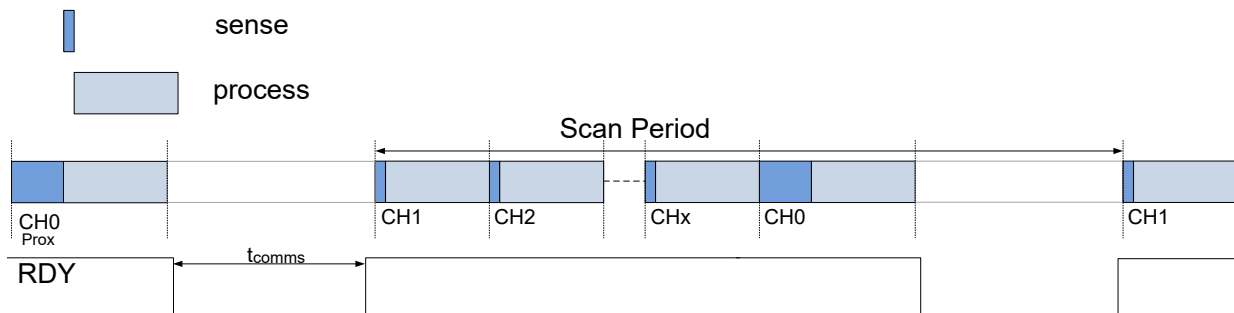 sense
process
Scan Period
CH0
Prox
CH1
CH2
CHx
CH0
CH1
tcomms
RDY